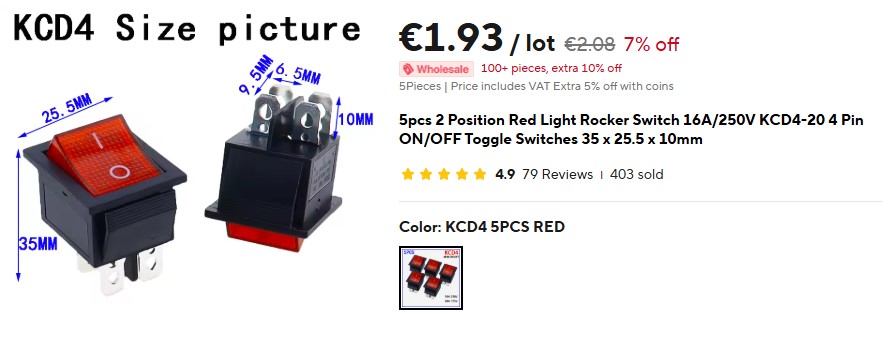 KCD4 Size picture
25.5MM
35MM
9.5MM
6.5MM
10MM
€1.93 / lot €2.08 7% off
Wholesale 100+ pieces, extra 10% off
5Pieces | Price includes VAT Extra 5% off with coins
5pcs 2 Position Red Light Rocker Switch 16A/250V KCD4-20 4 Pin
ON/OFF Toggle Switches 35 x 25.5 x 10mm
4.9 79 Reviews | 403 sold
Color: KCD4 5PCS RED
5PCS
KCD4